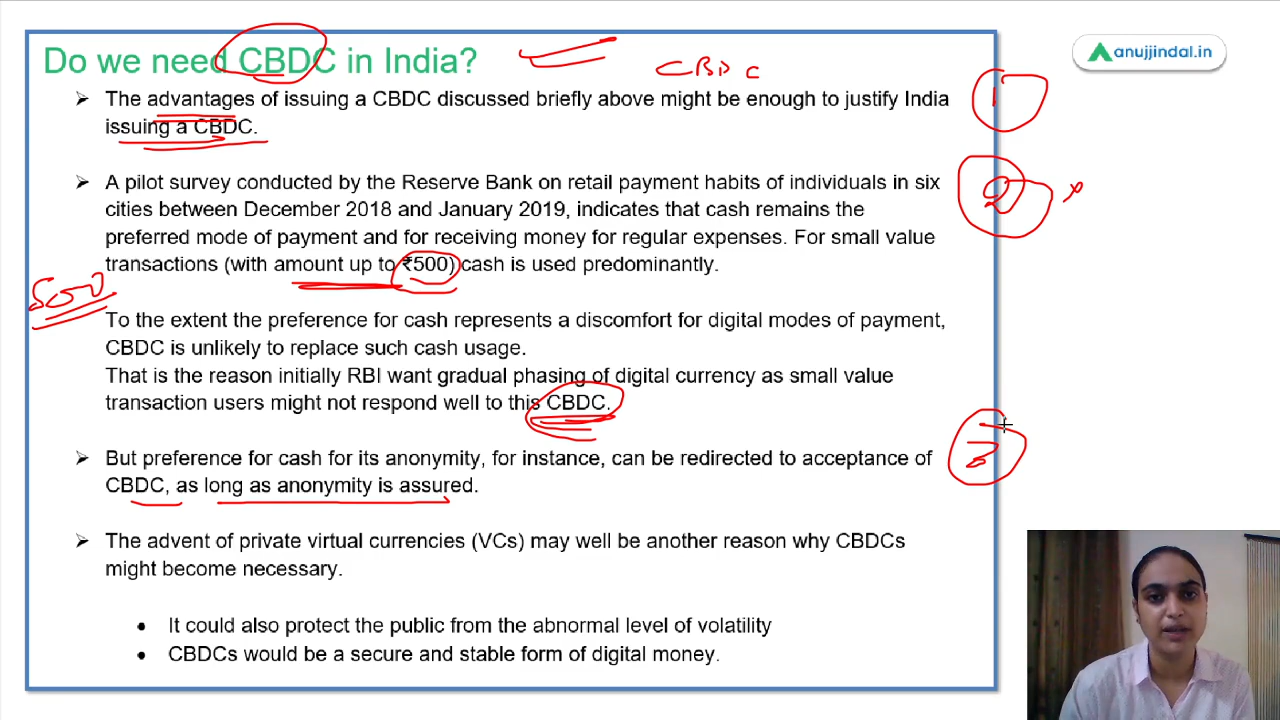 Do we need CBDC in India?
CBDC
anujjindal.in
➢ The advantages of issuing a CBDC discussed briefly above might be enough to justify India
issuing a CBDC.
1
➢ A pilot survey conducted by the Reserve Bank on retail payment habits of individuals in six
cities between December 2018 and January 2019, indicates that cash remains the
preferred mode of payment and for receiving money for regular expenses. For small value
transactions (with amount up to ₹500) cash is used predominantly.
2
500
To the extent the preference for cash represents a discomfort for digital modes of payment,
CBDC is unlikely to replace such cash usage.
That is the reason initially RBI want gradual phasing of digital currency as small value
transaction users might not respond well to this CBDC.
➢ But preference for cash for its anonymity, for instance, can be redirected to acceptance of
CBDC, as long as anonymity is assured.
3
➢ The advent of private virtual currencies (VCs) may well be another reason why CBDCs
might become necessary.
• It could also protect the public from the abnormal level of volatility
• CBDCs would be a secure and stable form of digital money.